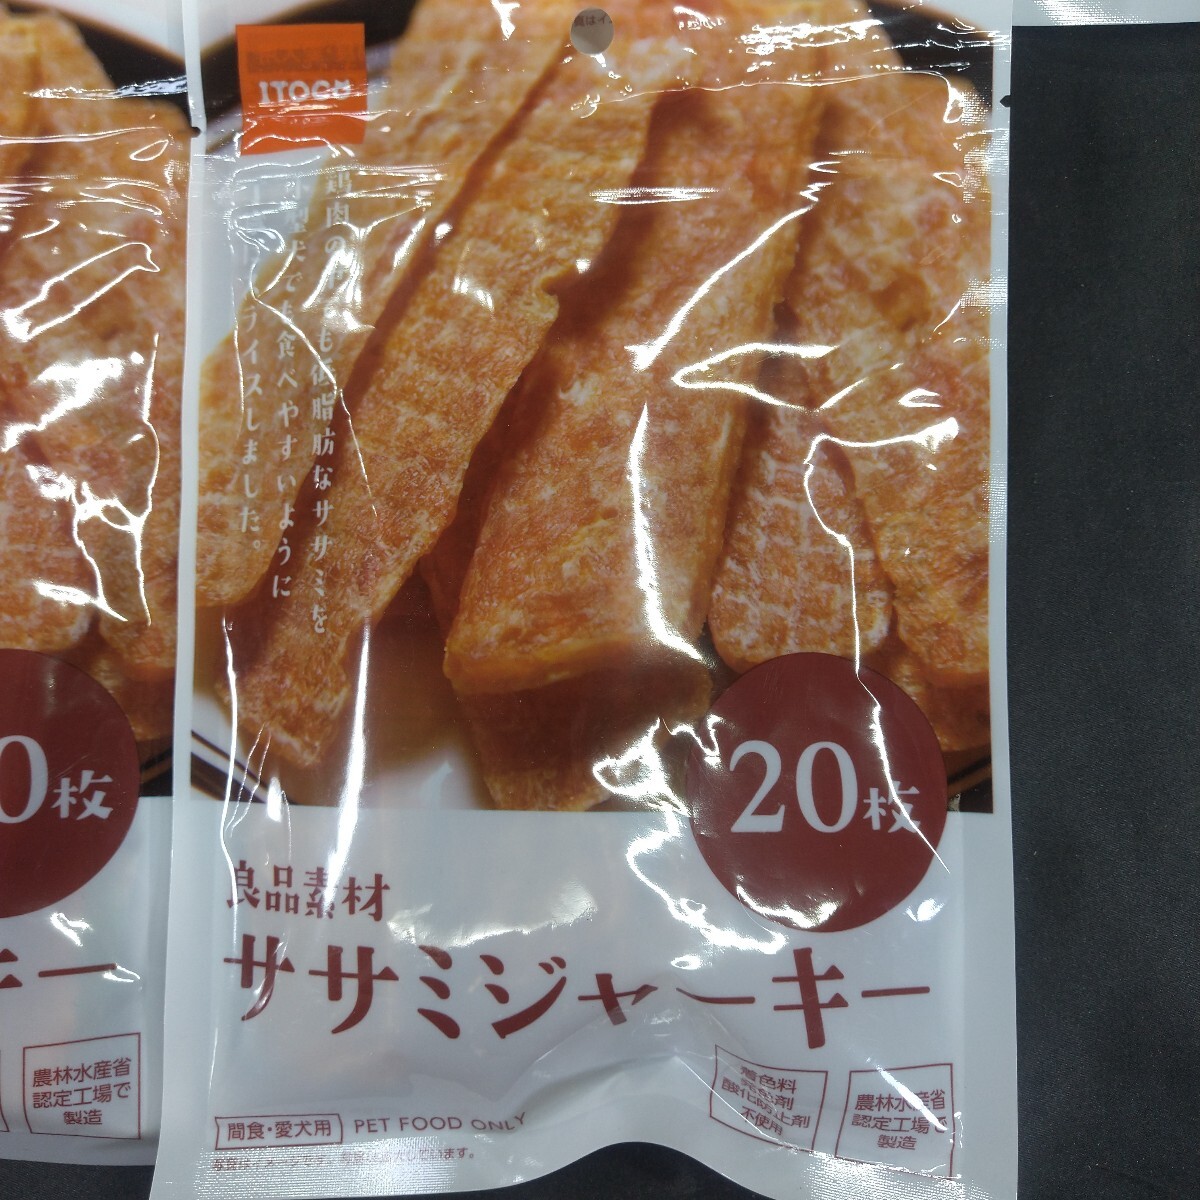 ITOCH
鶏肉の中でも低脂肪なササミを
小型犬でも食べやすいように
ドライスしました。
20枚
良品素材
ササミジャーキー
着色料
発色剤
酸化防止剤
不使用
農林水産省
認定工場で
製造
間食・愛犬用
PET FOOD ONLY
0枚
キー
農林水産省
認定工場で
製造